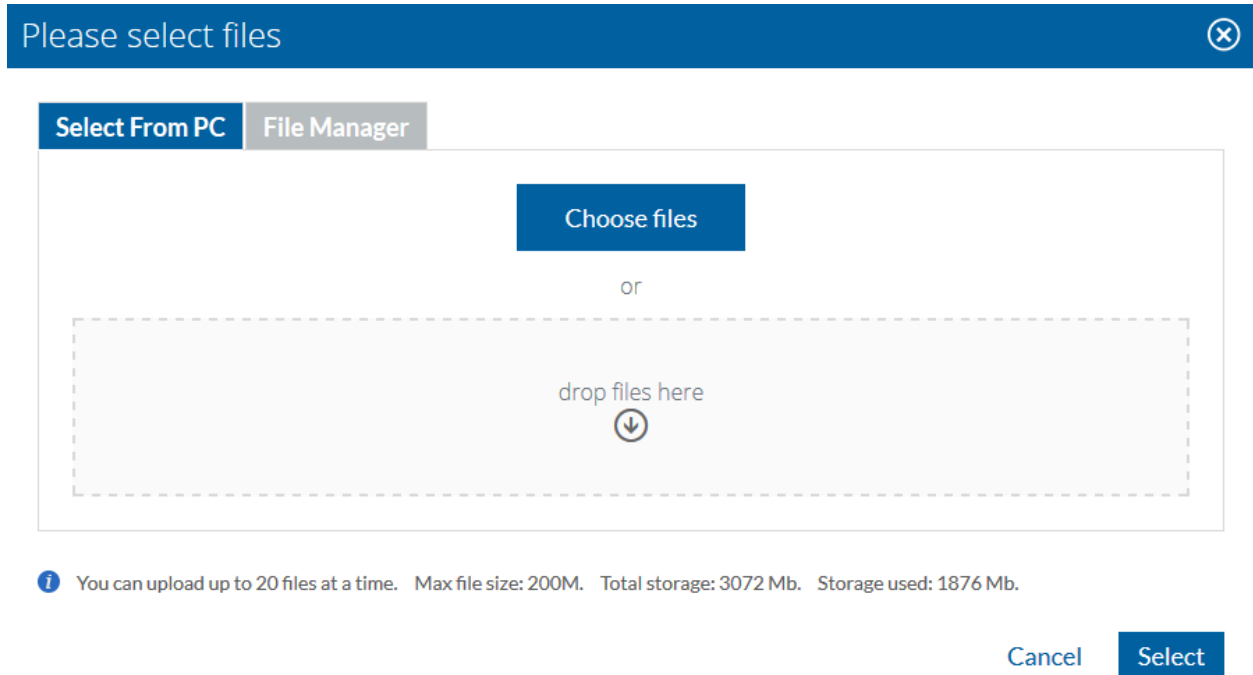 Please select files
Select From PC File Manager
Choose files
or
drop files here
You can upload up to 20 files at a time. Max file size: 200M. Total storage: 3072 Mb. Storage used: 1876 Mb.
Cancel Select